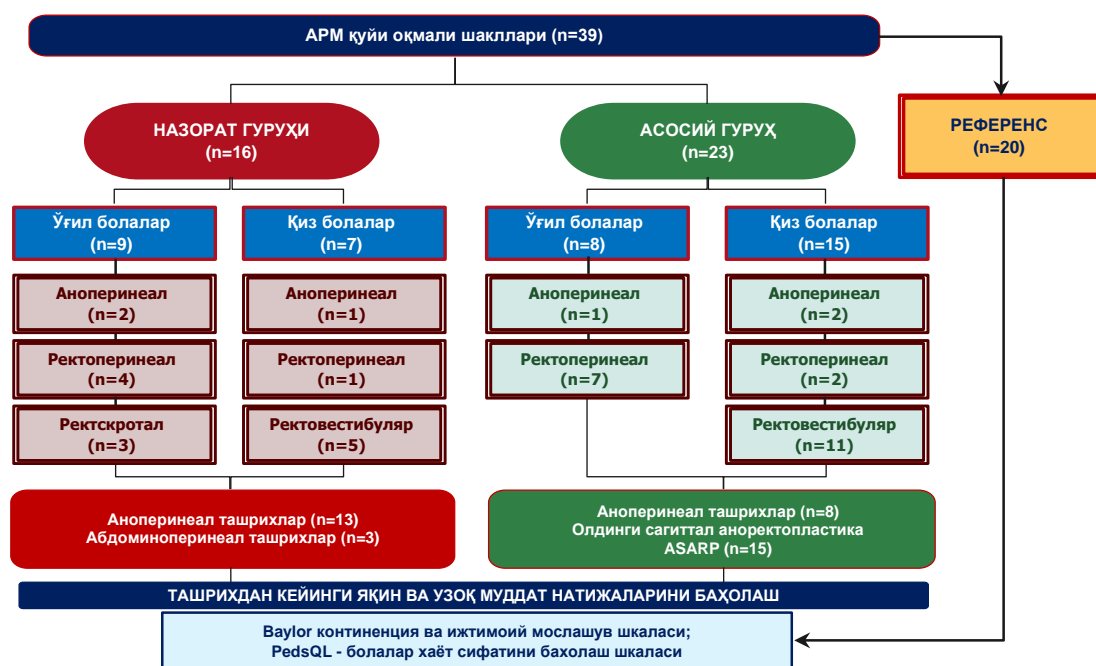 АРМ қуйи оқмали шакллари (n=39)
НАЗОРАТ ГУРУҲИ
(n=16)
АСОСИЙ ГУРУҲ
(n=23)
РЕФЕРЕНС
(n=20)
Ўғил болалар
(n=9)
Қиз болалар
(n=7)
Ўғил болалар
(n=8)
Қиз болалар
(n=15)
Аноперинеал
(n=2)
Аноперинеал
(n=1)
Аноперинеал
(n=1)
Аноперинеал
(n=2)
Ректоперинеал
(n=4)
Ректоперинеал
(n=1)
Ректоперинеал
(n=7)
Ректоперинеал
(n=2)
Ректскротал
(n=3)
Ректовестибуляр
(n=5)
Ректовестибуляр
(n=11)
Аноперинеал ташрихлар (n=13)
Абдоминоперинеал ташрихлар (n=3)
Аноперинеал ташрихлар (n=8)
Олдинги сагиттал аноректопластика
ASARP (n=15)
ТАШРИХДАН КЕЙИНГИ ЯҚИН ВА УЗОҚ МУДДАТ НАТИЖАЛАРИНИ БАҲОЛАШ
Baylor континенция ва ижтимоий мослашув шкаласи;
PedsQL - болалар хаёт сифатини бахолаш шкаласи